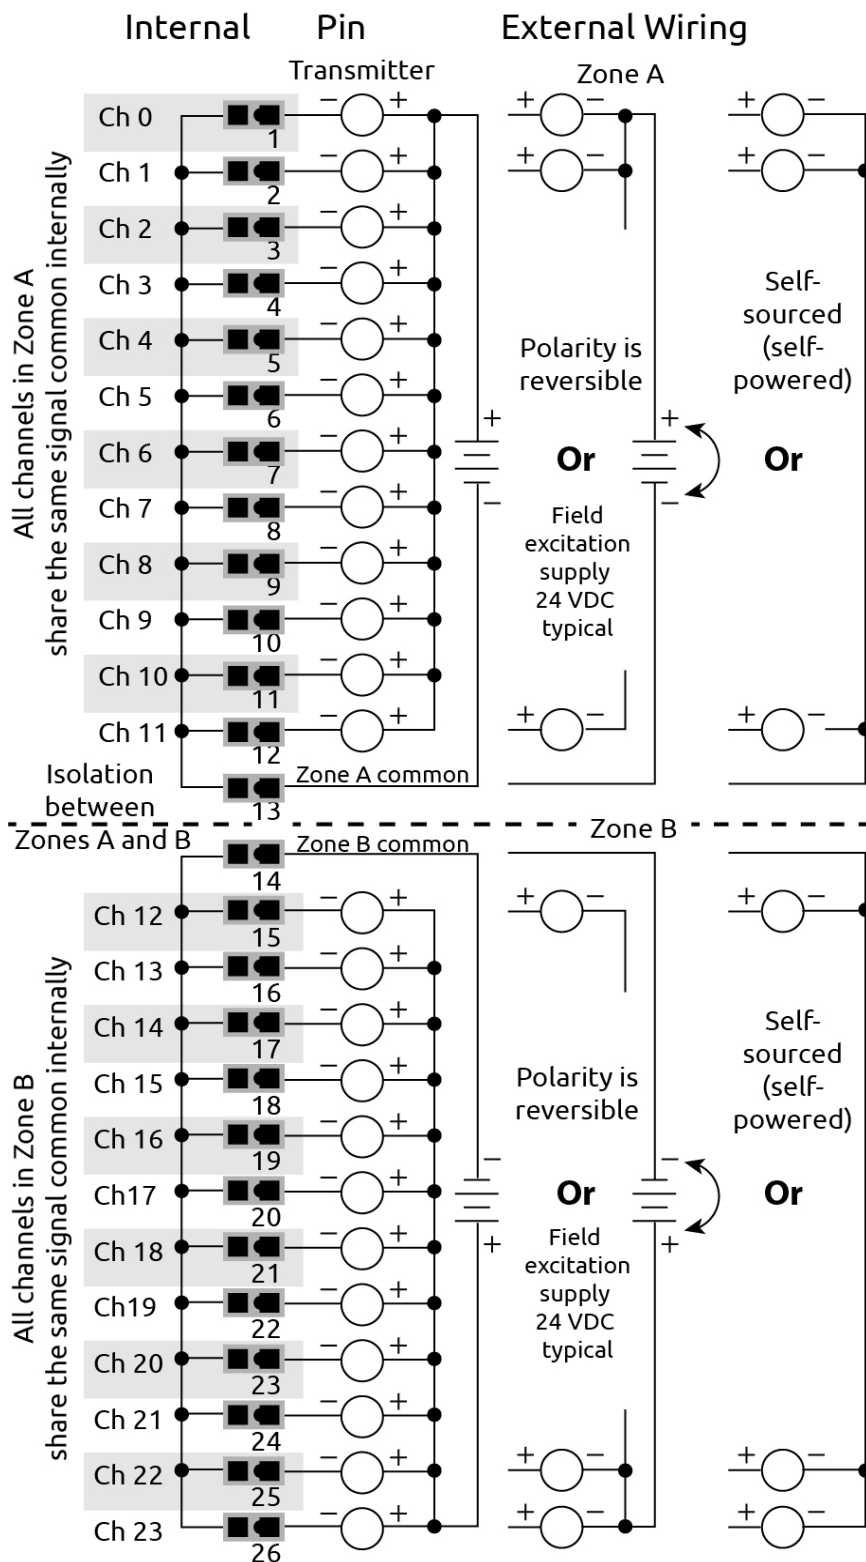 Internal Pin External Wiring
Transmitter Zone A
Ch 0 1 − + + − + −
Ch 1 2 − + + − + −
Ch 2 3 − +
Ch 3 4 − +
Ch 4 5 − +
Ch 5 6 − +
Ch 6 7 − +
Ch 7 8 − +
Ch 8 9 − +
Ch 9 10 − +
Ch 10 11 − +
Ch 11 12 − + + − + −
All channels in Zone A
share the same signal common internally
Polarity is
reversible
Self-
sourced
(self-
powered)
+ +
Or Or
− −
Field
excitation
supply
24 VDC
typical
Zone A common
13
Isolation
between
Zones A and B
Zone B
Zone B common
14
Ch 12 15 − + + − + −
Ch 13 16 − +
Ch 14 17 − +
Ch 15 18 − +
Ch 16 19 − +
Ch17 20 − +
Ch 18 21 − +
Ch19 22 − +
Ch 20 23 − +
Ch 21 24 − +
Ch 22 25 − + + − + −
Ch 23 26 − + + − + −
All channels in Zone B
share the same signal common internally
Polarity is
reversible
Self-
sourced
(self-
powered)
− −
Or Or
+ +
Field
excitation
supply
24 VDC
typical